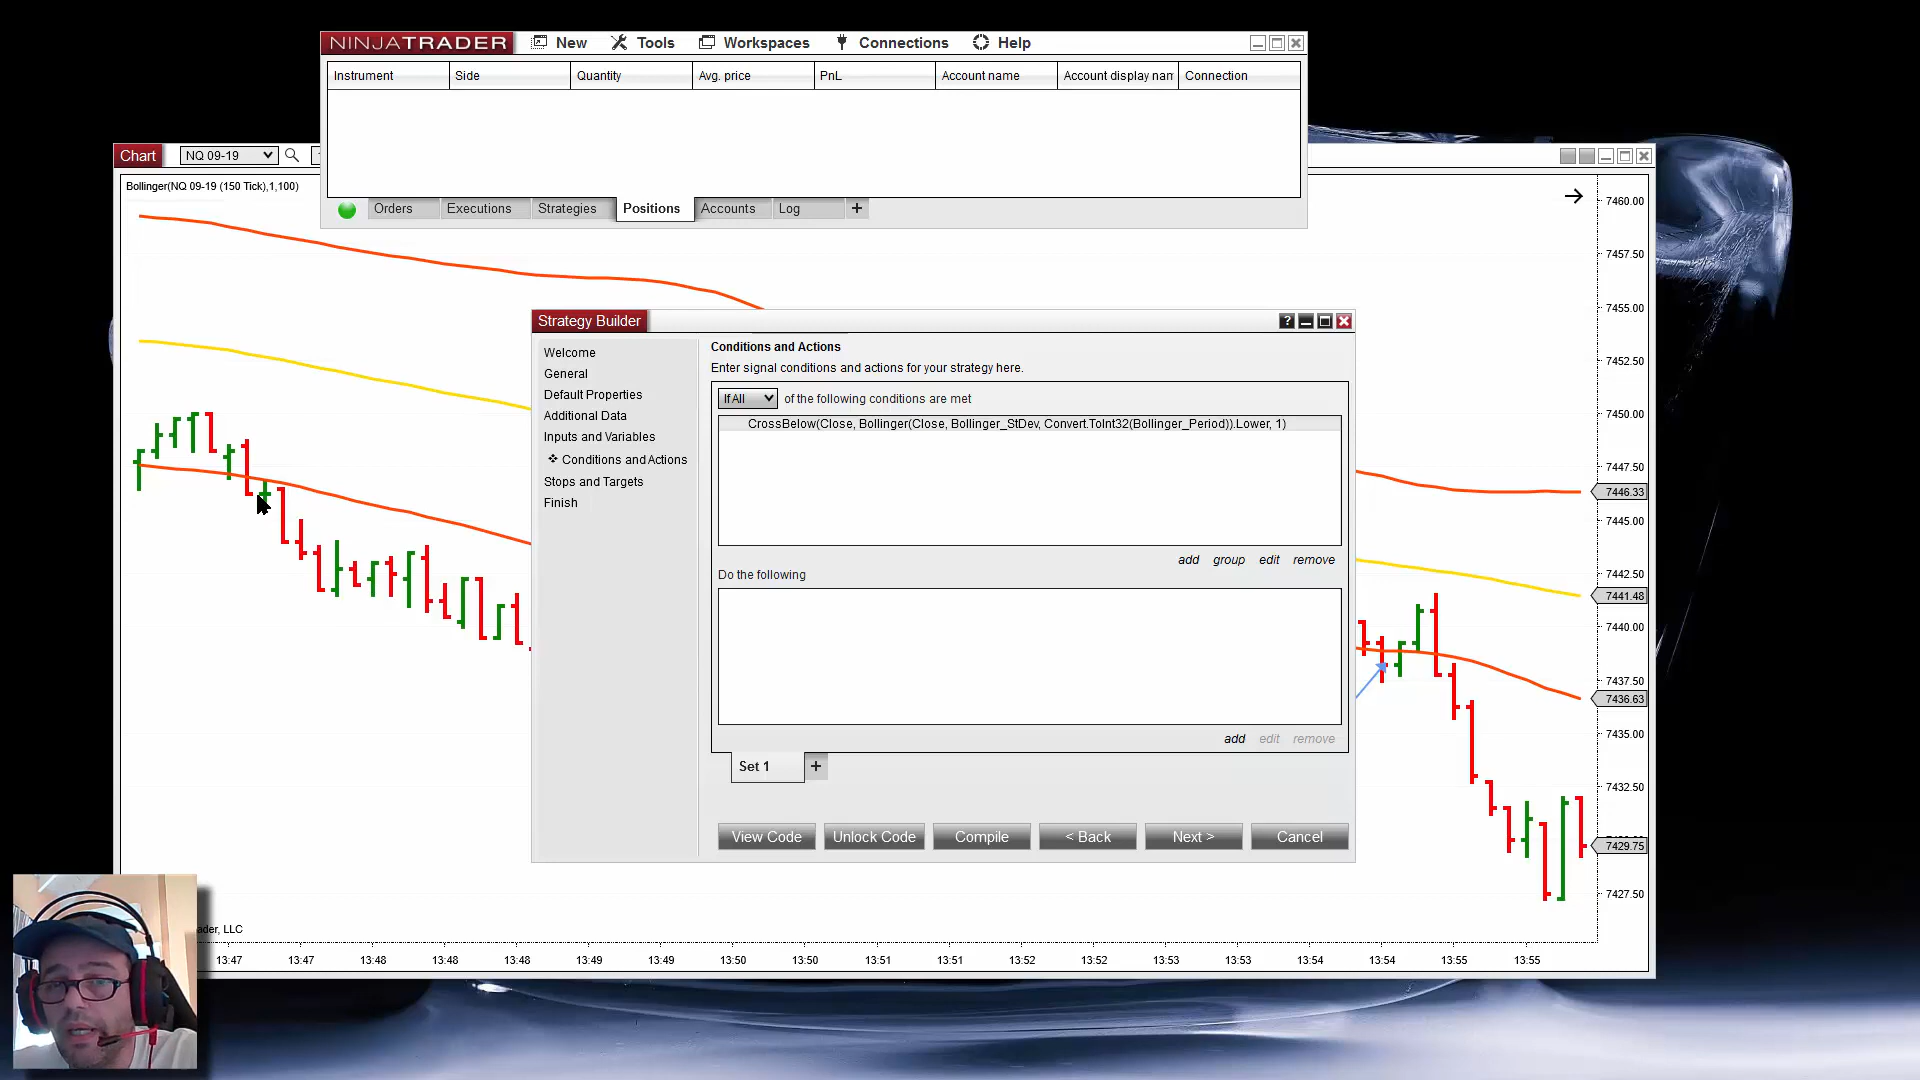 NINJATRADER New Tools Workspaces Connections Help
Instrument Side Quantity Avg. price PnL Account name Account display nam Connection
Orders Executions Strategies Positions Accounts Log +
Chart NQ 09-19
Bollinger(NQ 09-19 (150 Tick),1,100)
Strategy Builder ?
Welcome
General
Default Properties
Additional Data
Inputs and Variables
Conditions and Actions
Stops and Targets
Finish
Conditions and Actions
Enter signal conditions and actions for your strategy here.
If All of the following conditions are met
CrossBelow(Close, Bollinger(Close, Bollinger_StDev, Convert.ToInt32(Bollinger_Period)).Lower, 1)
add group edit remove
Do the following
add edit remove
Set 1 +
View Code Unlock Code Compile < Back Next > Cancel
7460.00
7457.50
7455.00
7452.50
7450.00
7447.50
7446.33
7445.00
7442.50
7441.48
7440.00
7437.50
7436.63
7435.00
7432.50
7429.75
7427.50
ader, LLC
13:47 13:47 13:48 13:48 13:48 13:49 13:49 13:50 13:50 13:51 13:51 13:52 13:52 13:53 13:53 13:54 13:54 13:55 13:55